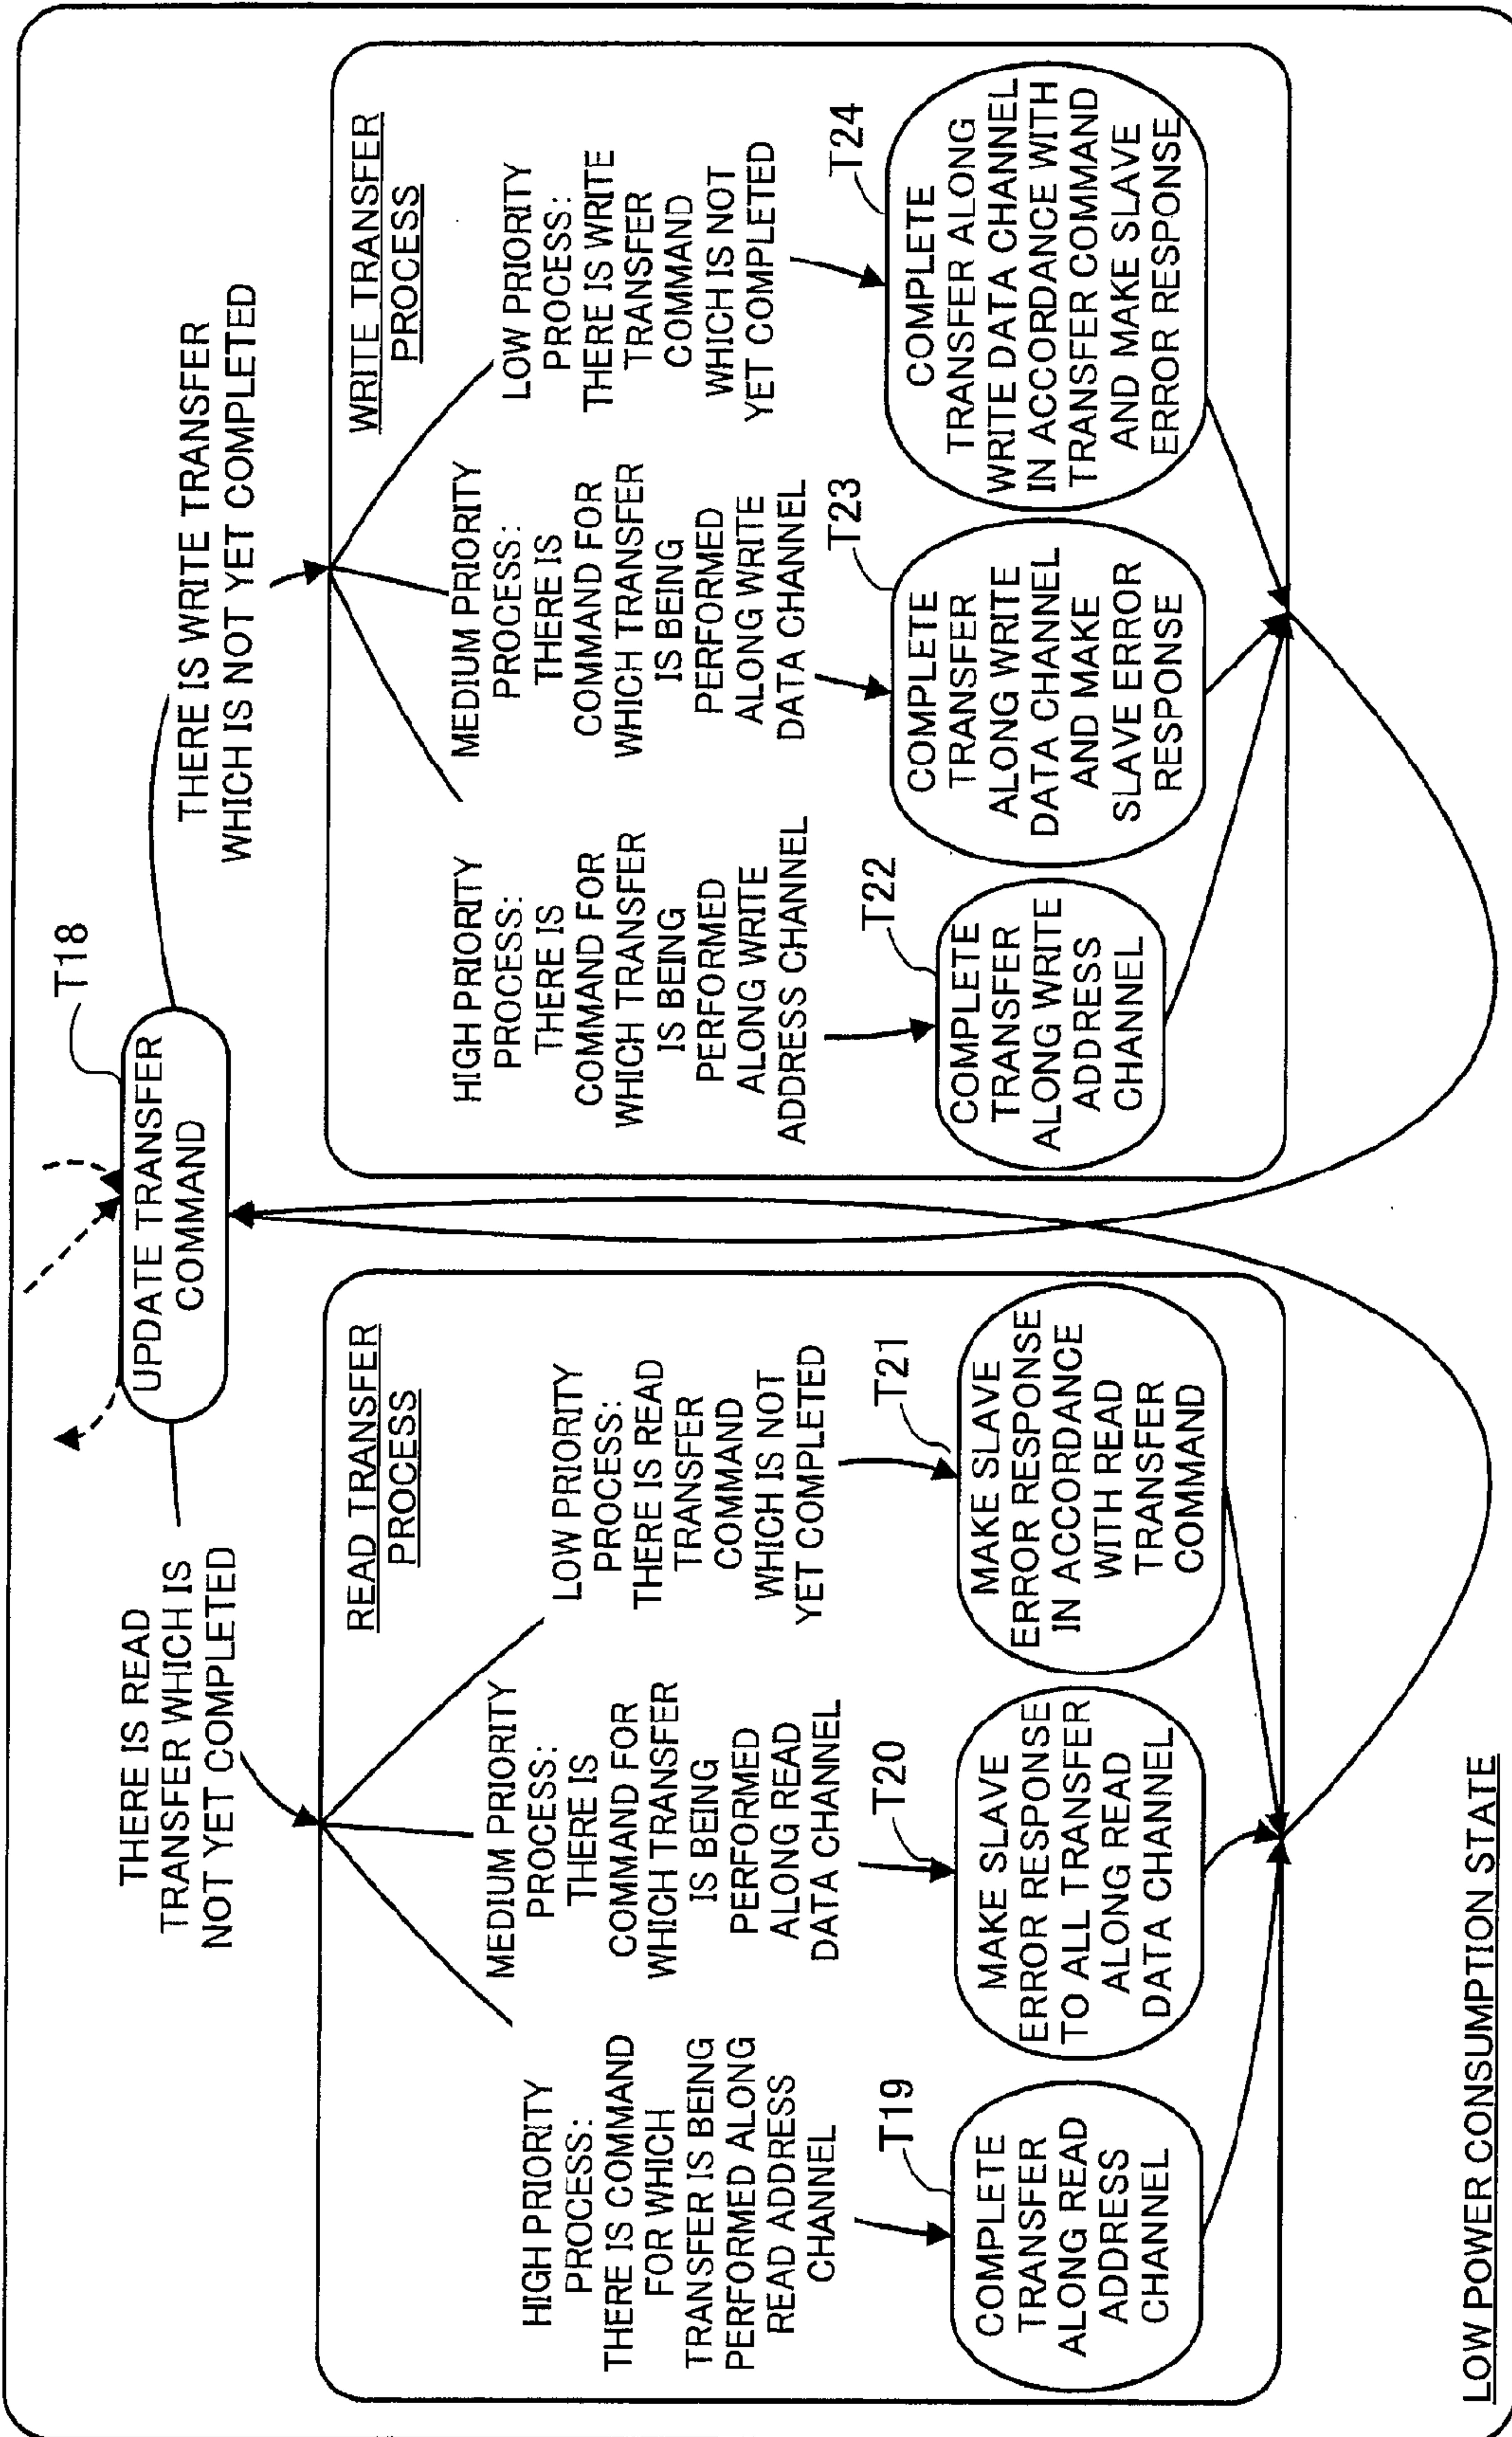 T18
UPDATE TRANSFER
COMMAND
THERE IS READ
TRANSFER WHICH IS
NOT YET COMPLETED
THERE IS WRITE TRANSFER
WHICH IS NOT YET COMPLETED
READ TRANSFER
PROCESS
HIGH PRIORITY
PROCESS:
THERE IS COMMAND
FOR WHICH
TRANSFER IS BEING
PERFORMED ALONG
READ ADDRESS
CHANNEL
MEDIUM PRIORITY
PROCESS:
THERE IS
COMMAND FOR
WHICH TRANSFER
IS BEING
PERFORMED
ALONG READ
DATA CHANNEL
LOW PRIORITY
PROCESS:
THERE IS READ
TRANSFER
COMMAND
WHICH IS NOT
YET COMPLETED
T19
COMPLETE
TRANSFER
ALONG READ
ADDRESS
CHANNEL
T20
MAKE SLAVE
ERROR RESPONSE
TO ALL TRANSFER
ALONG READ
DATA CHANNEL
T21
MAKE SLAVE
ERROR RESPONSE
IN ACCORDANCE
WITH READ
TRANSFER
COMMAND
WRITE TRANSFER
PROCESS
HIGH PRIORITY
PROCESS:
THERE IS
COMMAND FOR
WHICH TRANSFER
IS BEING
PERFORMED
ALONG WRITE
ADDRESS CHANNEL
MEDIUM PRIORITY
PROCESS:
THERE IS
COMMAND FOR
WHICH TRANSFER
IS BEING
PERFORMED
ALONG WRITE
DATA CHANNEL
LOW PRIORITY
PROCESS:
THERE IS WRITE
TRANSFER
COMMAND
WHICH IS NOT
YET COMPLETED
T22
COMPLETE
TRANSFER
ALONG WRITE
ADDRESS
CHANNEL
T23
COMPLETE
TRANSFER
ALONG WRITE
DATA CHANNEL
AND MAKE
SLAVE ERROR
RESPONSE
T24
COMPLETE
TRANSFER ALONG
WRITE DATA CHANNEL
IN ACCORDANCE WITH
TRANSFER COMMAND
AND MAKE SLAVE
ERROR RESPONSE
LOW POWER CONSUMPTION STATE